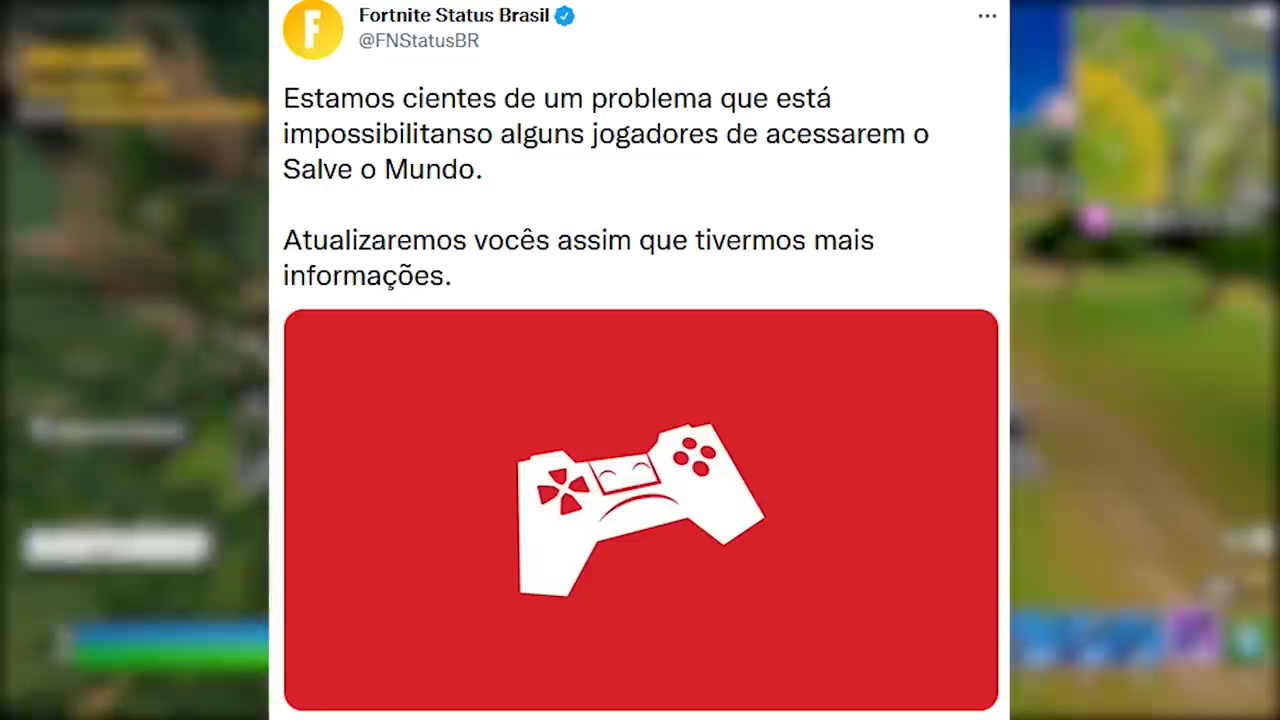 Fortnite Status Brasil
@FNStatusBR
Estamos cientes de um problema que está
impossibilitanso alguns jogadores de acessarem o
Salve o Mundo.
Atualizaremos vocês assim que tivermos mais
informações.